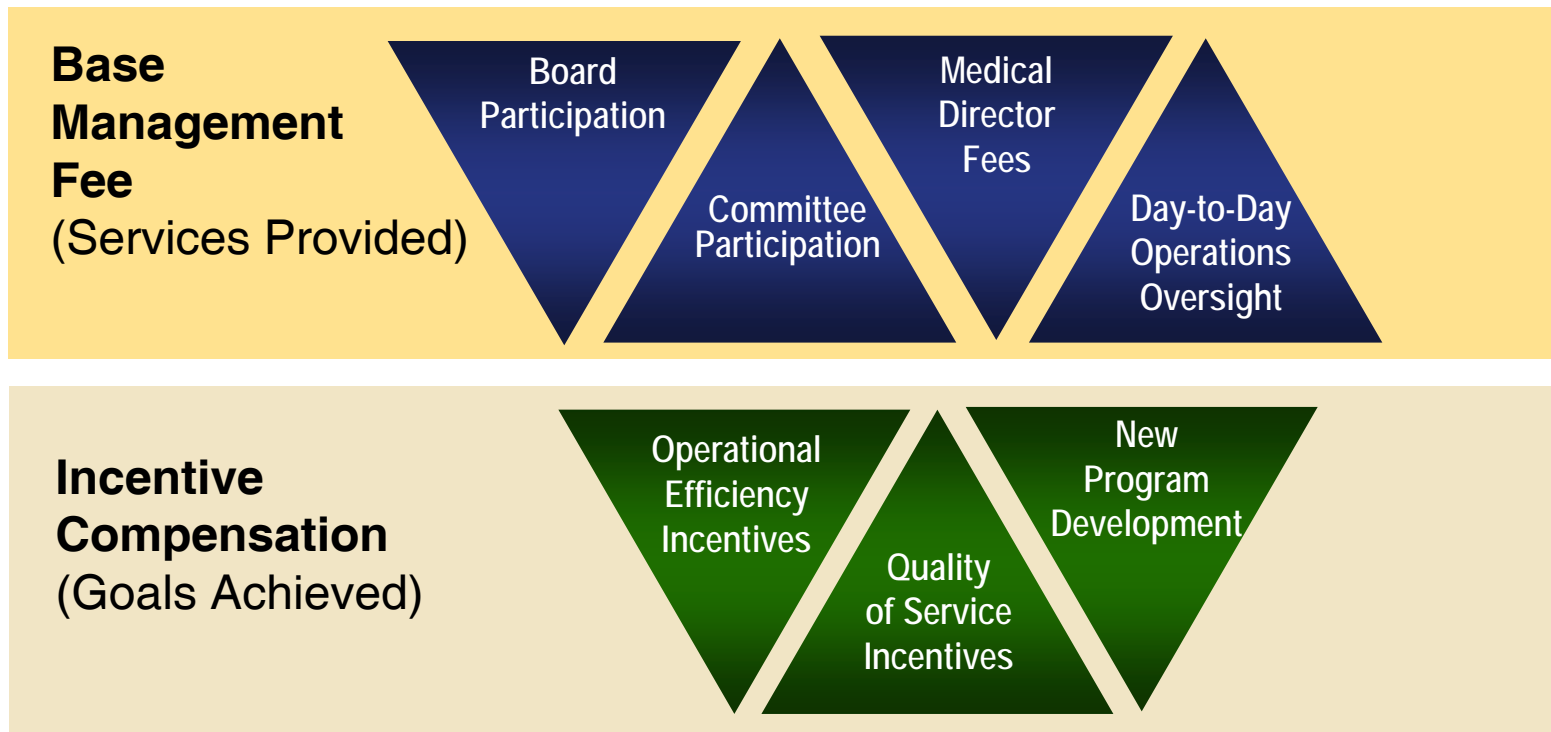 Base
Management
Fee
(Services Provided)
Board
Participation
Committee
Participation
Medical
Director
Fees
Day-to-Day
Operations
Oversight
Incentive
Compensation
(Goals Achieved)
Operational
Efficiency
Incentives
Quality
of Service
Incentives
New
Program
Development